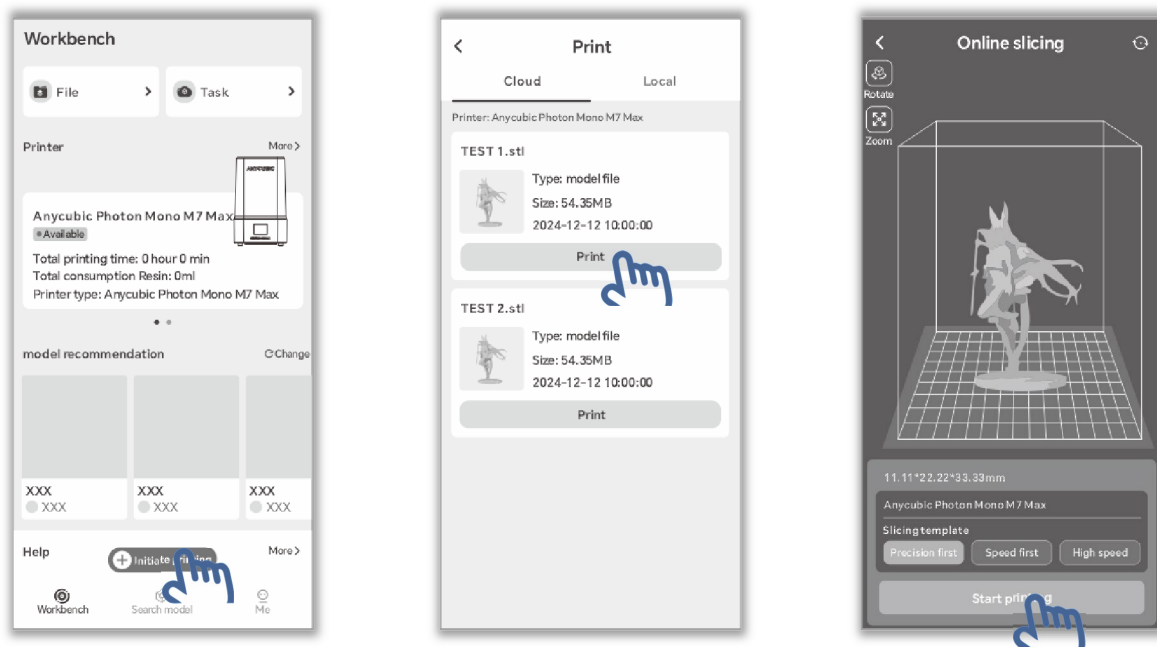 Workbench
File >
Task >
Printer
More >
ANYCUBIC
Anycubic Photon Mono M7 Max
Available
Total printing time: 0 hour 0 min
Total consumption Resin: 0ml
Printer type: Anycubic Photon Mono M7 Max
model recommendation
Change
XXX
XXX
XXX
XXX
XXX
XXX
Help
Initiate printing
More >
Workbench
Search model
Me
Print
Cloud
Local
Printer: Anycubic Photon Mono M7 Max
TEST 1.stl
Type: model file
Size: 54.35MB
2024-12-12 10:00:00
Print
TEST 2.stl
Type: model file
Size: 54.35MB
2024-12-12 10:00:00
Print
Online slicing
Rotate
Zoom
11.11*22.22*33.33mm
Anycubic Photon Mono M7 Max
Slicing template
Precision first
Speed first
High speed
Start printing